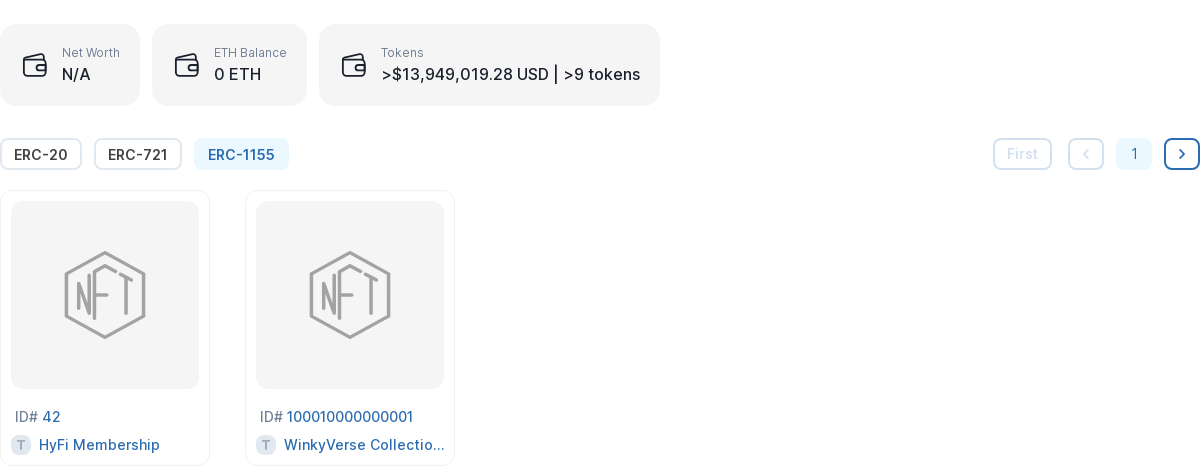 Net Worth
N/A
ETH Balance
0 ETH
Tokens
>$13,949,019.28 USD | >9 tokens
ERC-20
ERC-721
ERC-1155
First
1
NFT
ID# 42
T HyFi Membership
NFT
ID# 100010000000001
T WinkyVerse Collectio...